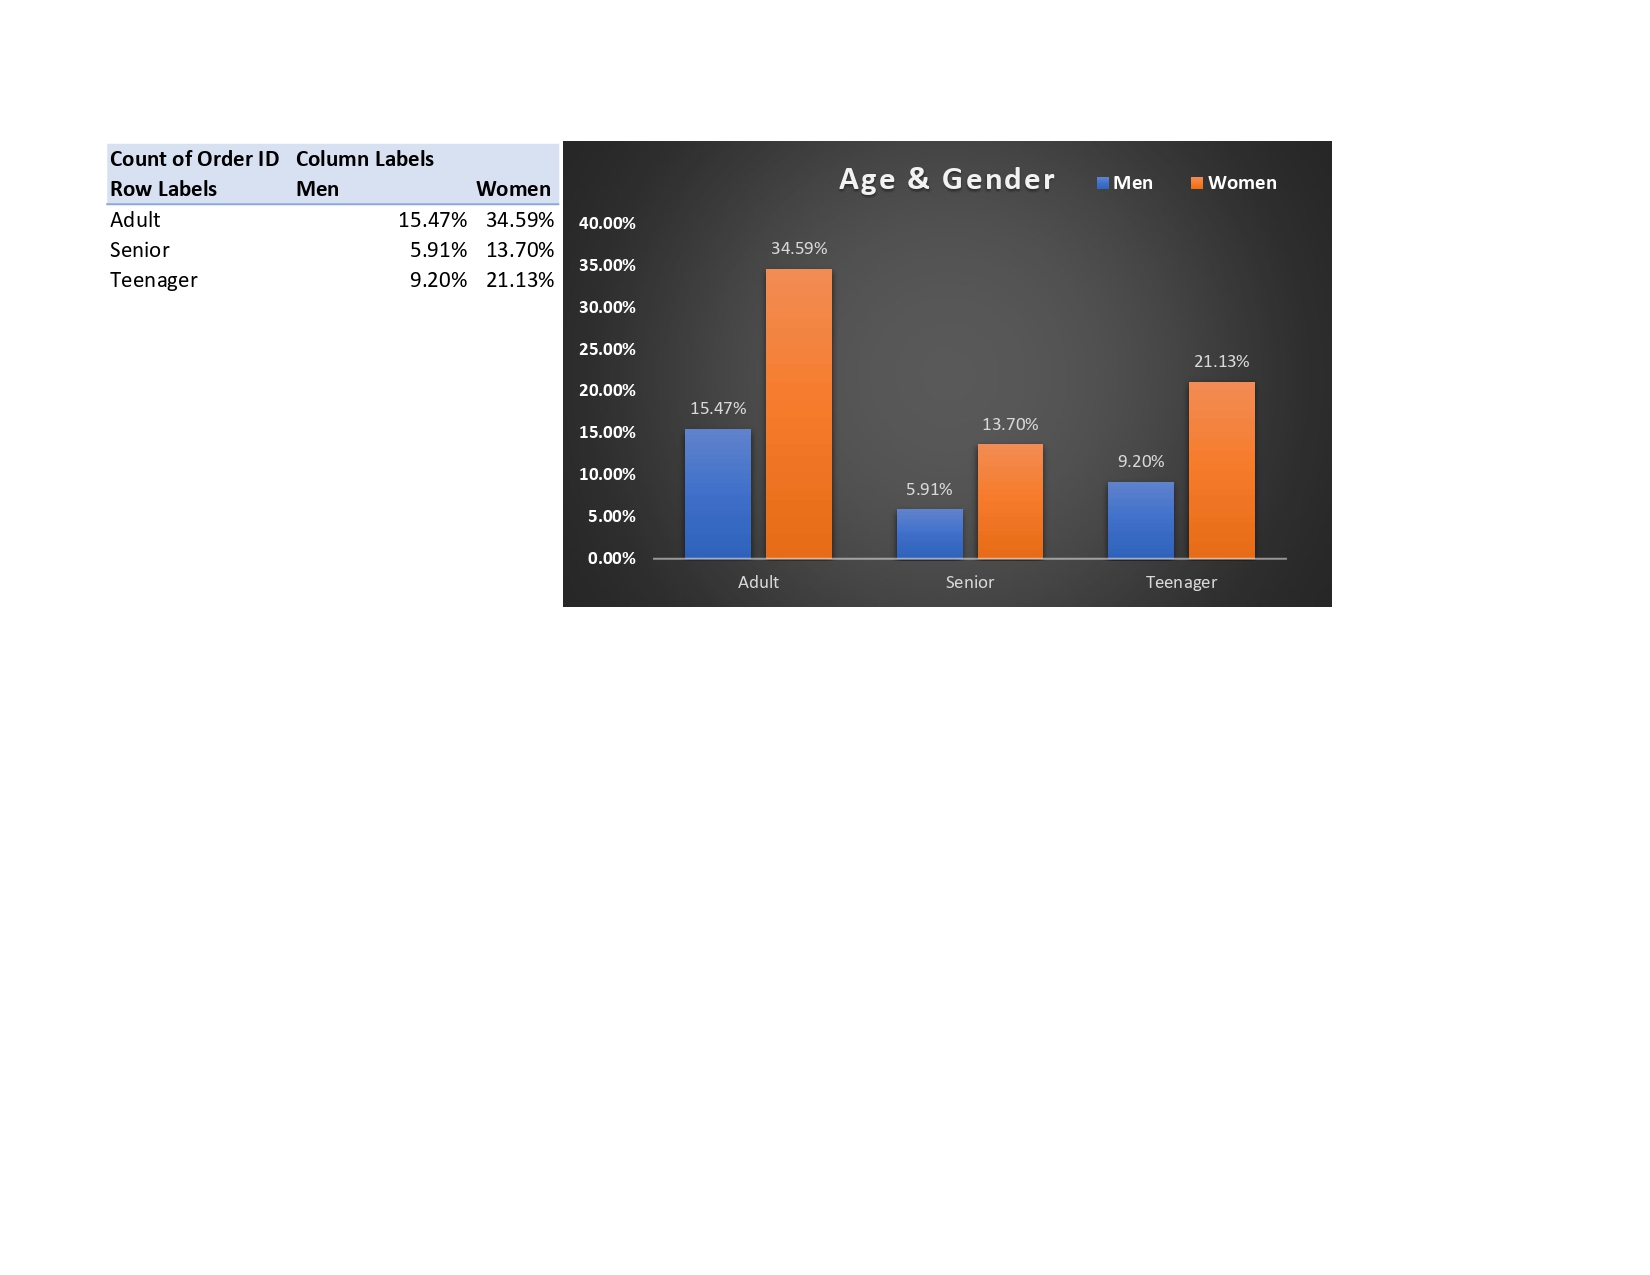 Count of Order ID Column Labels
Row Labels Men Women
Adult 15.47% 34.59%
Senior 5.91% 13.70%
Teenager 9.20% 21.13%
Age & Gender
Men Women
40.00%
35.00%
30.00%
25.00%
20.00%
15.00%
10.00%
5.00%
0.00%
34.59%
21.13%
15.47%
13.70%
9.20%
5.91%
Adult Senior Teenager